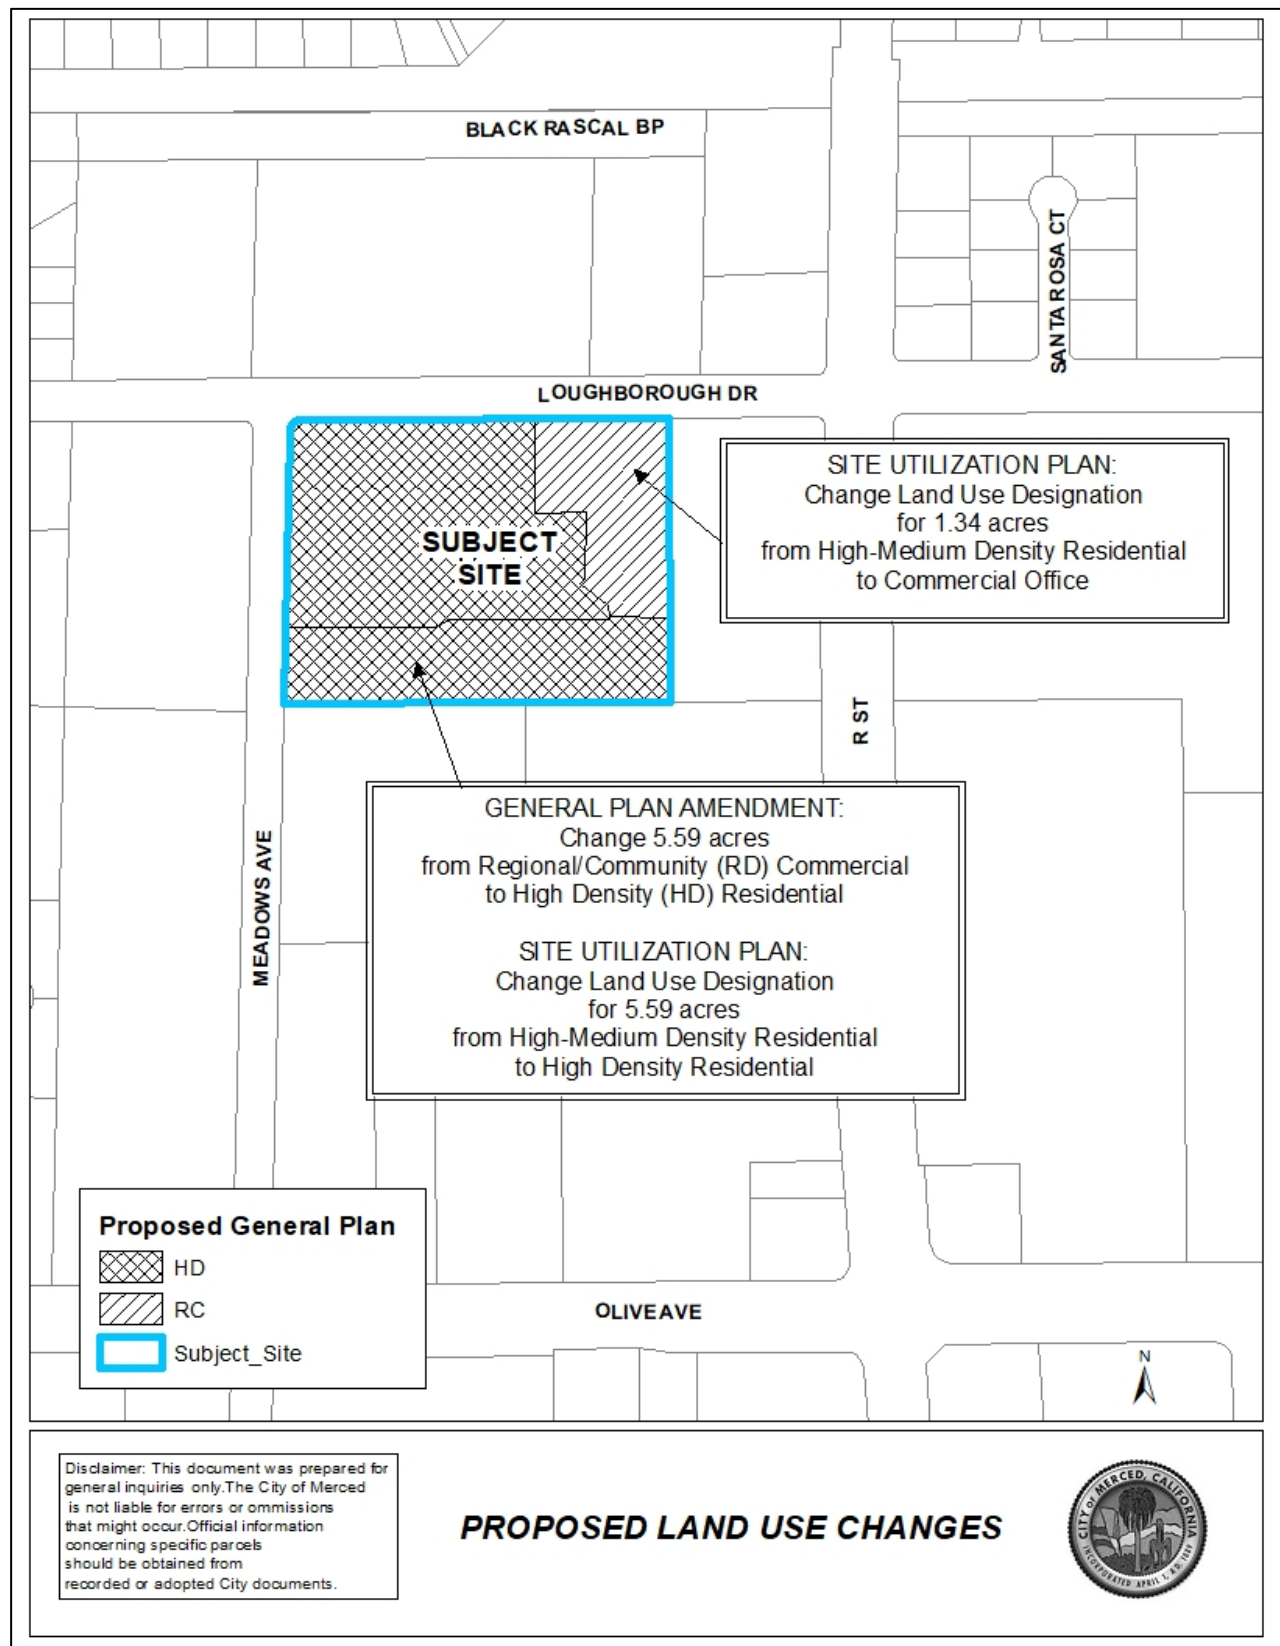 BLACK RASCAL BP
SANTA ROSA CT
LOUGHBOROUGH DR
SITE UTILIZATION PLAN:
Change Land Use Designation
for 1.34 acres
from High-Medium Density Residential
to Commercial Office
SUBJECT
SITE
R ST
GENERAL PLAN AMENDMENT:
Change 5.59 acres
from Regional/Community (RD) Commercial
to High Density (HD) Residential
SITE UTILIZATION PLAN:
Change Land Use Designation
for 5.59 acres
from High-Medium Density Residential
to High Density Residential
MEADOWS AVE
Proposed General Plan
HD
RC
Subject_Site
OLIVE AVE
N
Disclaimer: This document was prepared for
general inquiries only.The City of Merced
is not liable for errors or ommissions
that might occur.Official information
concerning specific parcels
should be obtained from
recorded or adopted City documents.
PROPOSED LAND USE CHANGES
CITY OF MERCED, CALIFORNIA
INCORPORATED APRIL 1, A.D. 1889